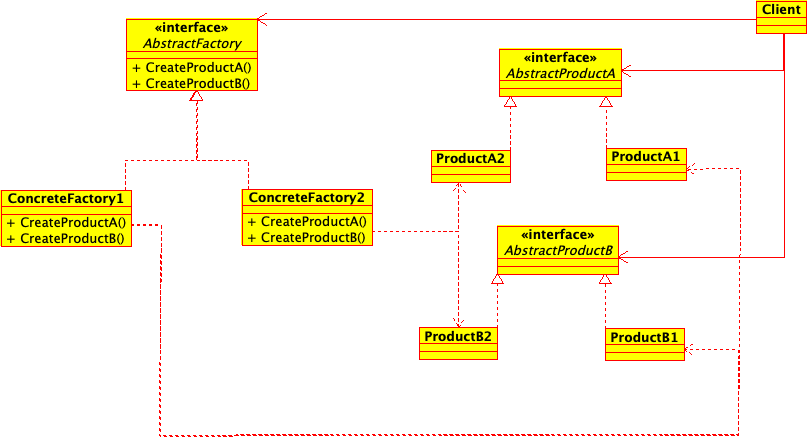 Client
«interface»
AbstractFactory
+ CreateProductA()
+ CreateProductB()
«interface»
AbstractProductA
ProductA2
ProductA1
ConcreteFactory1
+ CreateProductA()
+ CreateProductB()
ConcreteFactory2
+ CreateProductA()
+ CreateProductB()
«interface»
AbstractProductB
ProductB2
ProductB1